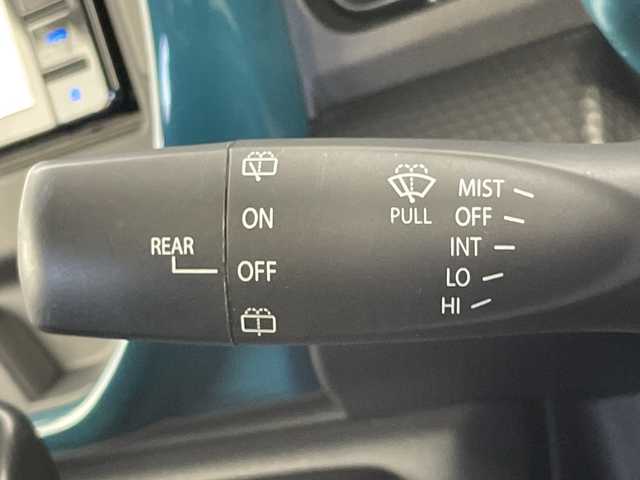 REAR
ON
OFF
PULL
MIST
OFF
INT
LO
HI